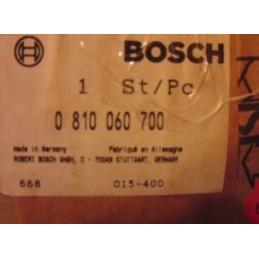 BOSCH
1 St/Pc
0 810 060 700
Made in Germany Fabriqué en Allemagne
ROBERT BOSCH GMBH, D - 70049 STUTTGART, GERMANY
668 015-400